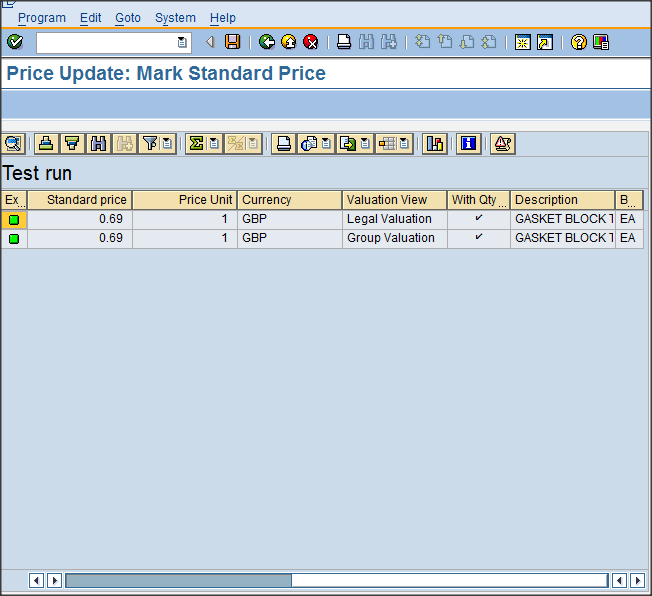 Program Edit Goto System Help
Price Update: Mark Standard Price
Test run
Ex... Standard price Price Unit Currency Valuation View With Qty... Description B...
0.69 1 GBP Legal Valuation ✓ GASKET BLOCK T EA
0.69 1 GBP Group Valuation ✓ GASKET BLOCK T EA